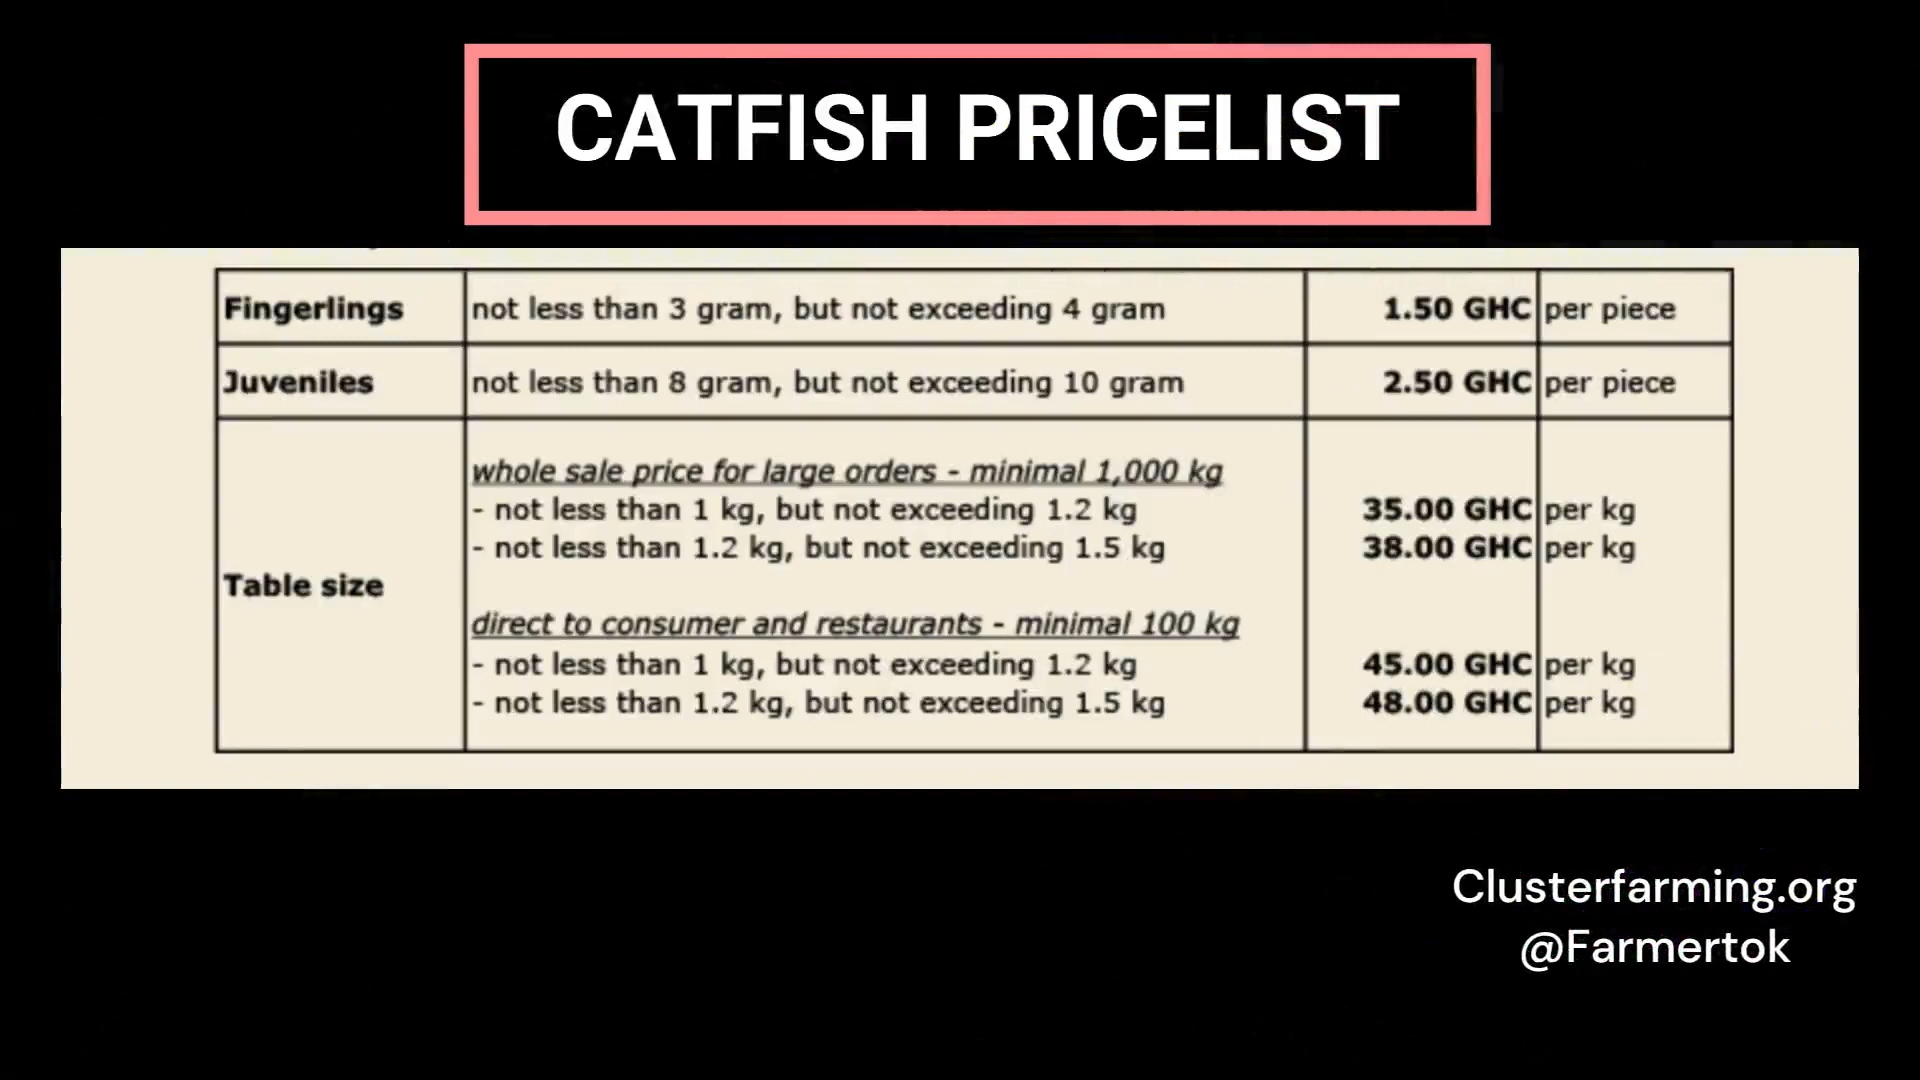 CATFISH PRICELIST
Fingerlings not less than 3 gram, but not exceeding 4 gram 1.50 GHC per piece
Juveniles not less than 8 gram, but not exceeding 10 gram 2.50 GHC per piece
Table size
whole sale price for large orders - minimal 1,000 kg
- not less than 1 kg, but not exceeding 1.2 kg 35.00 GHC per kg
- not less than 1.2 kg, but not exceeding 1.5 kg 38.00 GHC per kg
direct to consumer and restaurants - minimal 100 kg
- not less than 1 kg, but not exceeding 1.2 kg 45.00 GHC per kg
- not less than 1.2 kg, but not exceeding 1.5 kg 48.00 GHC per kg
Clusterfarming.org
@Farmertok